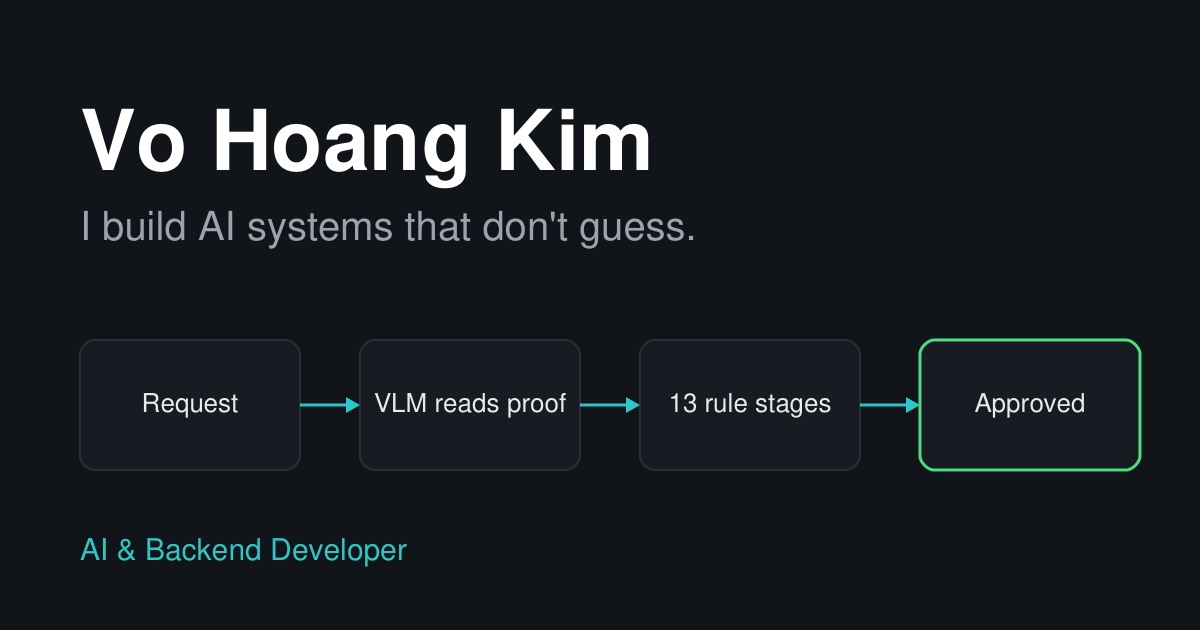 Vo Hoang Kim
I build AI systems that don't guess.
Request
VLM reads proof
13 rule stages
Approved
AI & Backend Developer